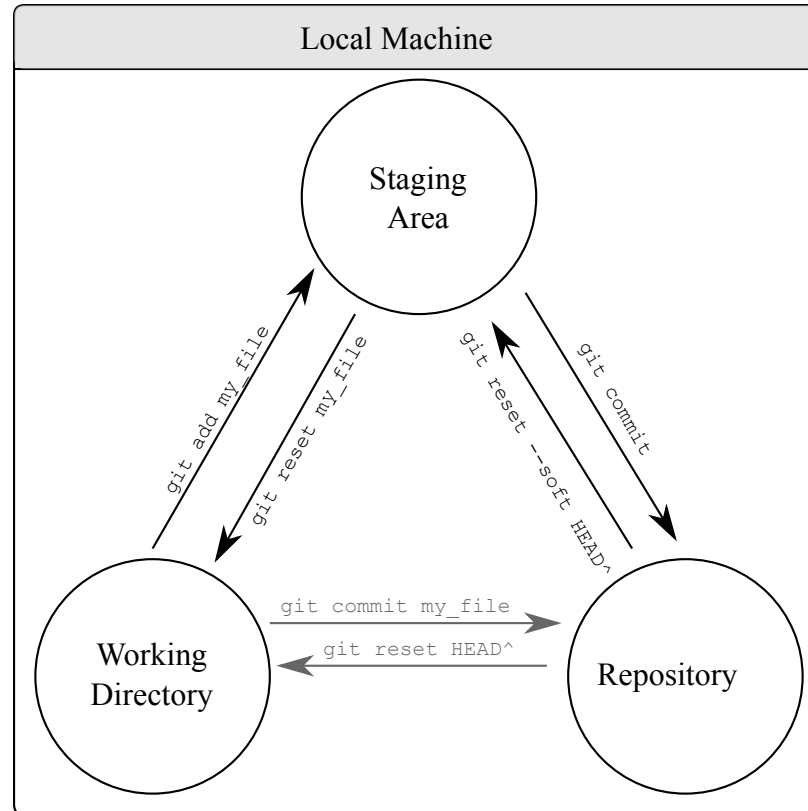 Local Machine
Staging
Area
git add my_file
git reset my_file
git reset --soft HEAD^
git commit
git commit my_file
git reset HEAD^
Working
Directory
Repository